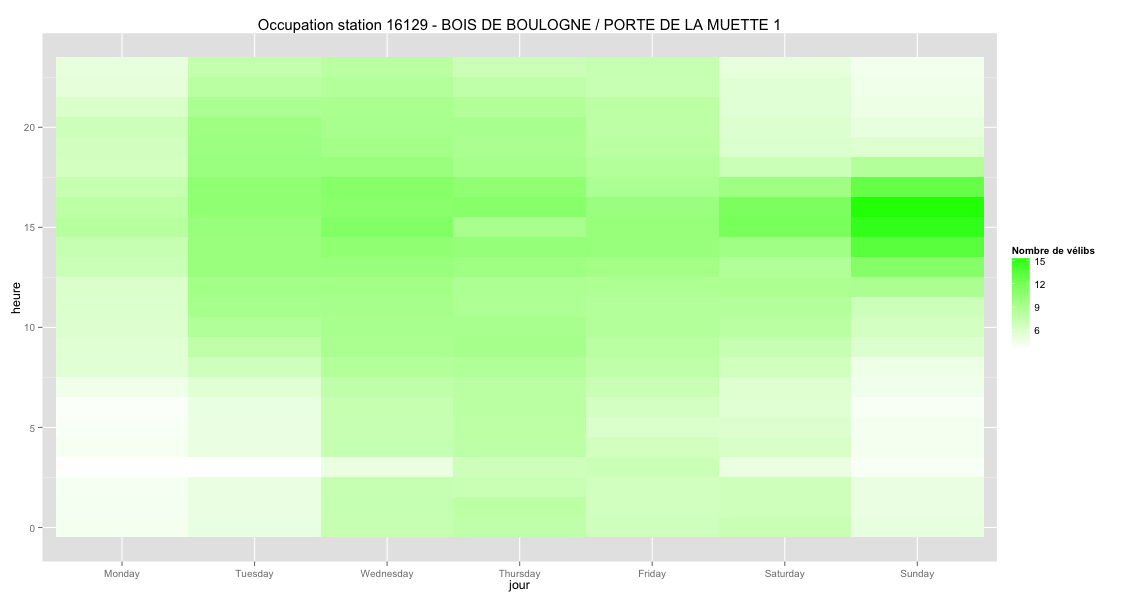 Occupation station 16129 - BOIS DE BOULOGNE / PORTE DE LA MUETTE 1
20
15
10
5
0
heure
Monday Tuesday Wednesday Thursday Friday Saturday Sunday
jour
Nombre de vélibs
15
12
9
6